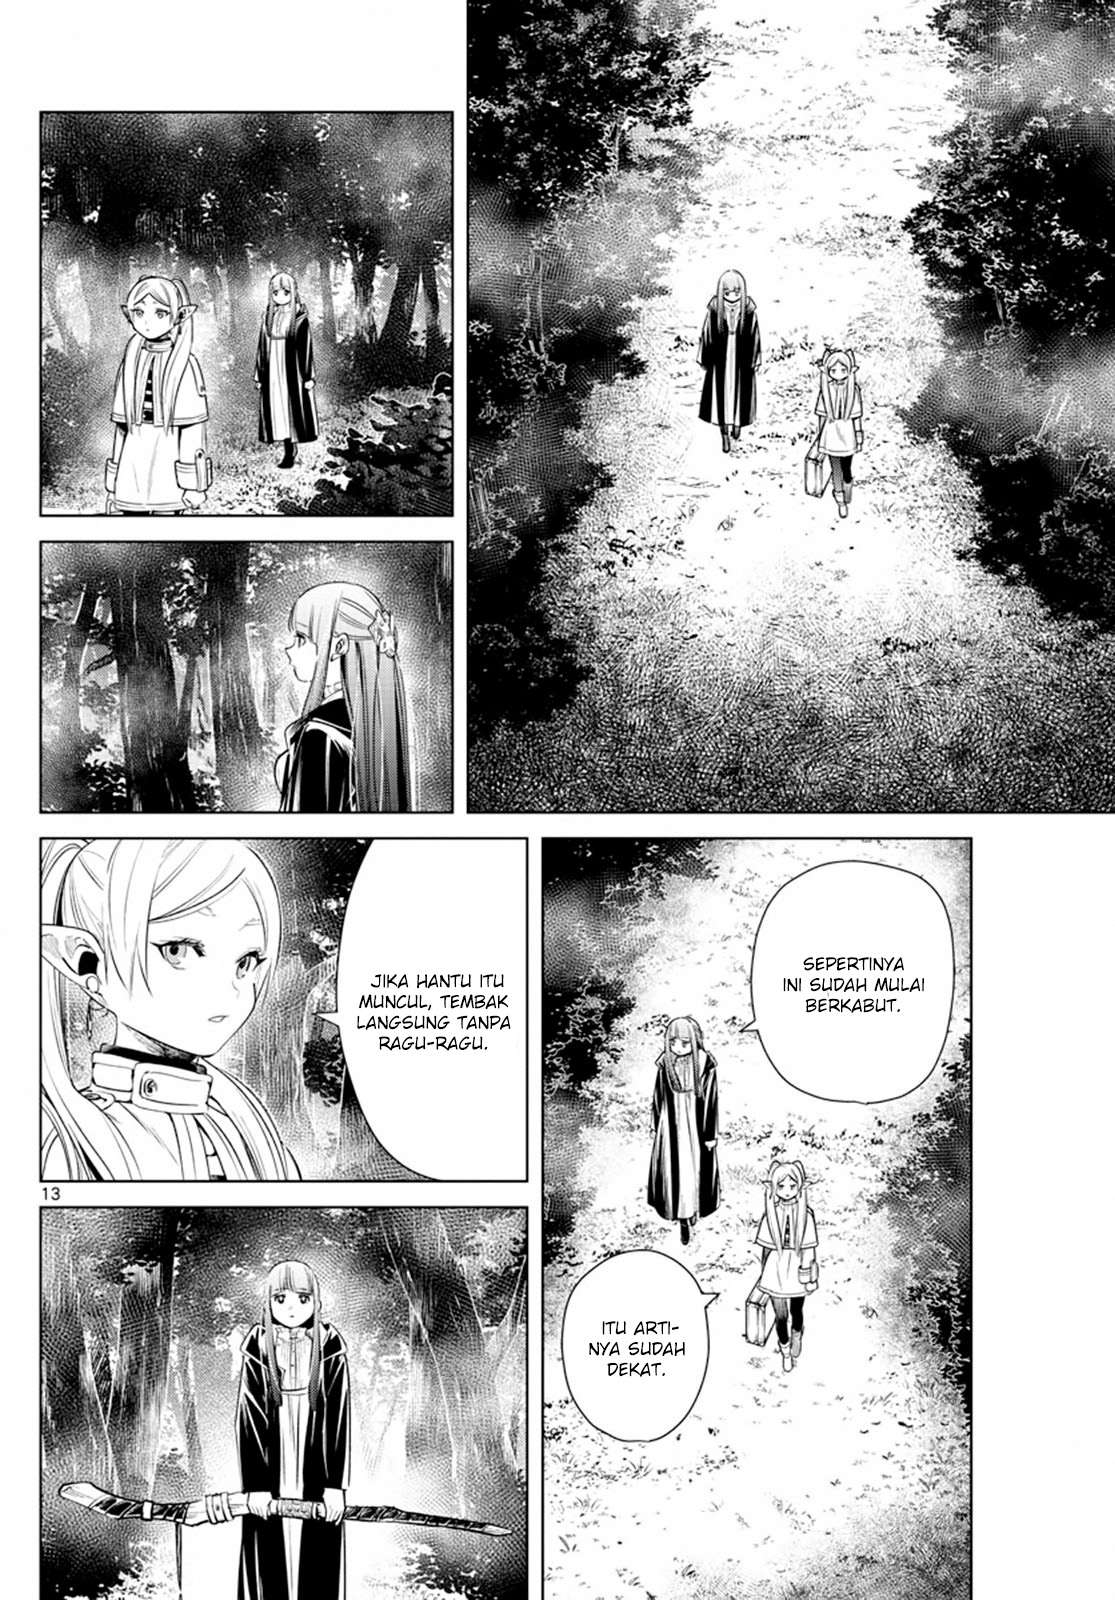 SEPERTINYA
INI SUDAH MULAI
BERKABUT.
ITU ARTI-
NYA SUDAH
DEKAT.
JIKA HANTU ITU
MUNCUL, TEMBAK
LANGSUNG TANPA
RAGU-RAGU.
13